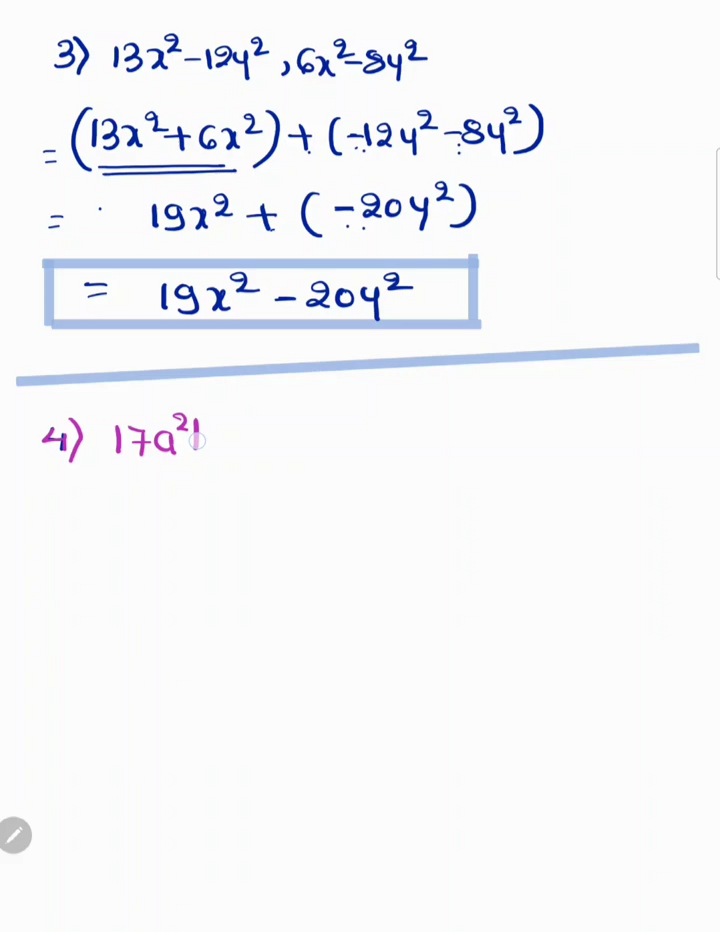 3) 13x²-12y², 6x²-8y²
= (13x²+6x²)+(-12y²-8y²)
= 19x²+(-20y²)
= 19x²-20y²
4) 17a²